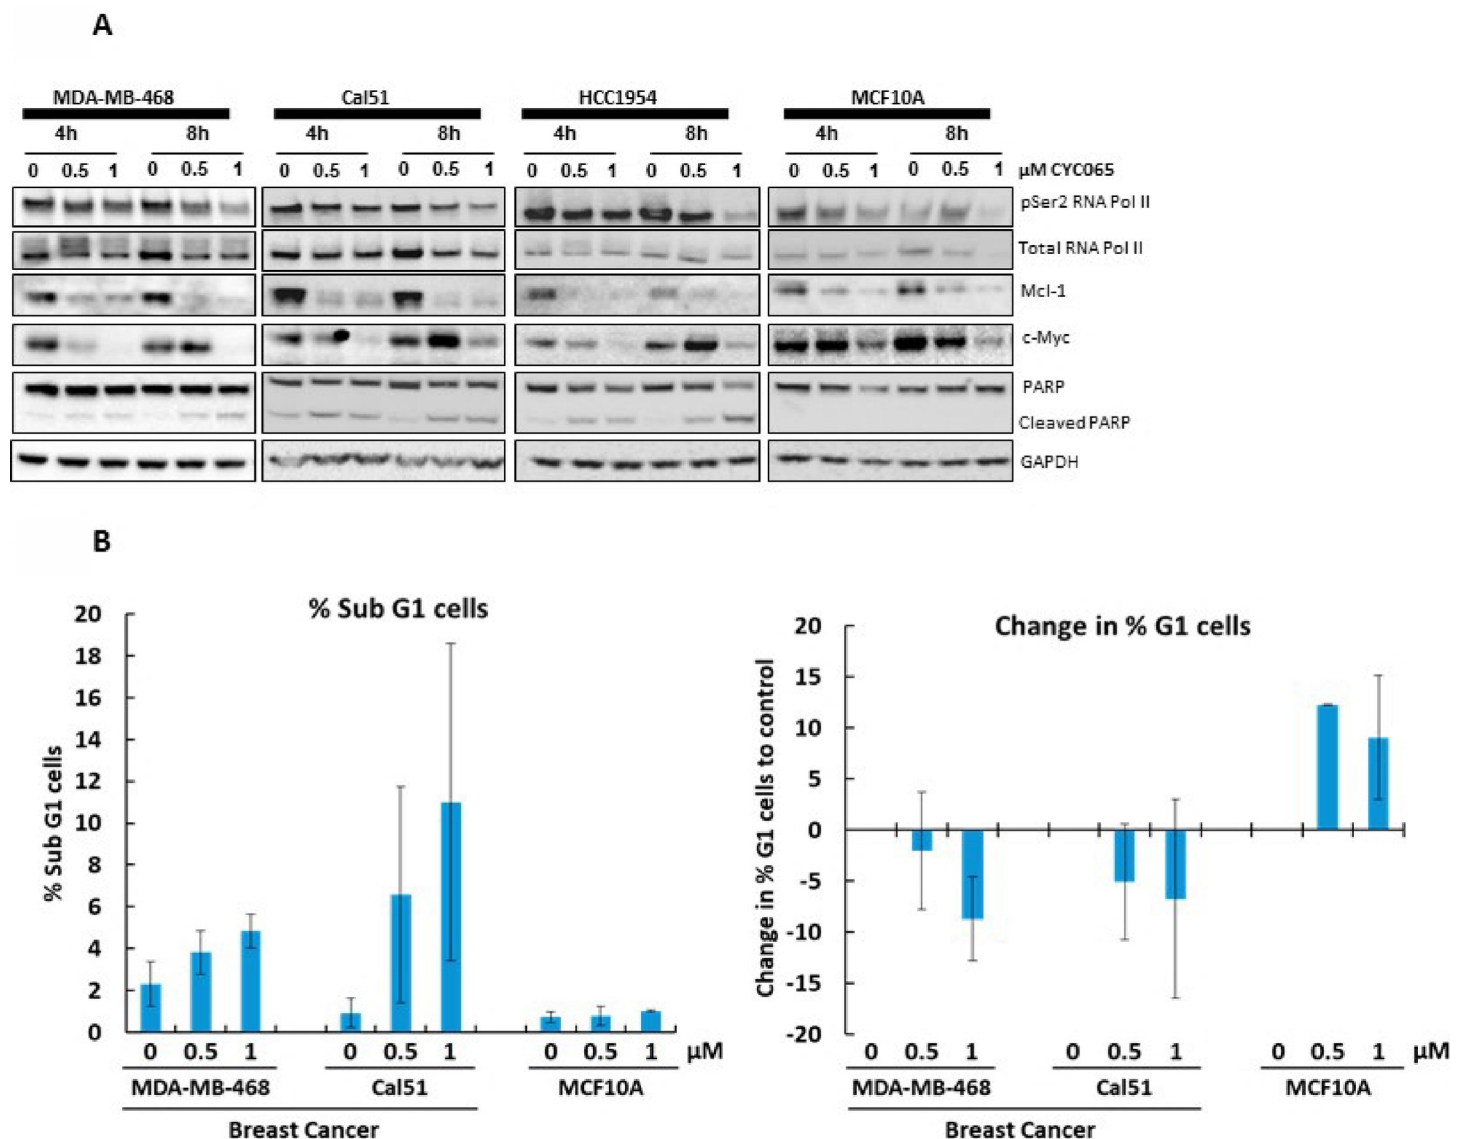 A
MDA-MB-468 Cal51 HCC1954 MCF10A
4h 8h 4h 8h 4h 8h 4h 8h
0 0.5 1 0 0.5 1 0 0.5 1 0 0.5 1 0 0.5 1 0 0.5 1 0 0.5 1 0 0.5 1 μM CYC065
pSer2 RNA Pol II
Total RNA Pol II
Mcl-1
c-Myc
PARP
Cleaved PARP
GAPDH
B
% Sub G1 cells
% Sub G1 cells
20
18
16
14
12
10
8
6
4
2
0
0 0.5 1 0 0.5 1 0 0.5 1 μM
MDA-MB-468 Cal51 MCF10A
Breast Cancer
Change in % G1 cells
Change in % G1 cells to control
20
15
10
5
0
-5
-10
-15
-20
0 0.5 1 0 0.5 1 0 0.5 1 μM
MDA-MB-468 Cal51 MCF10A
Breast Cancer